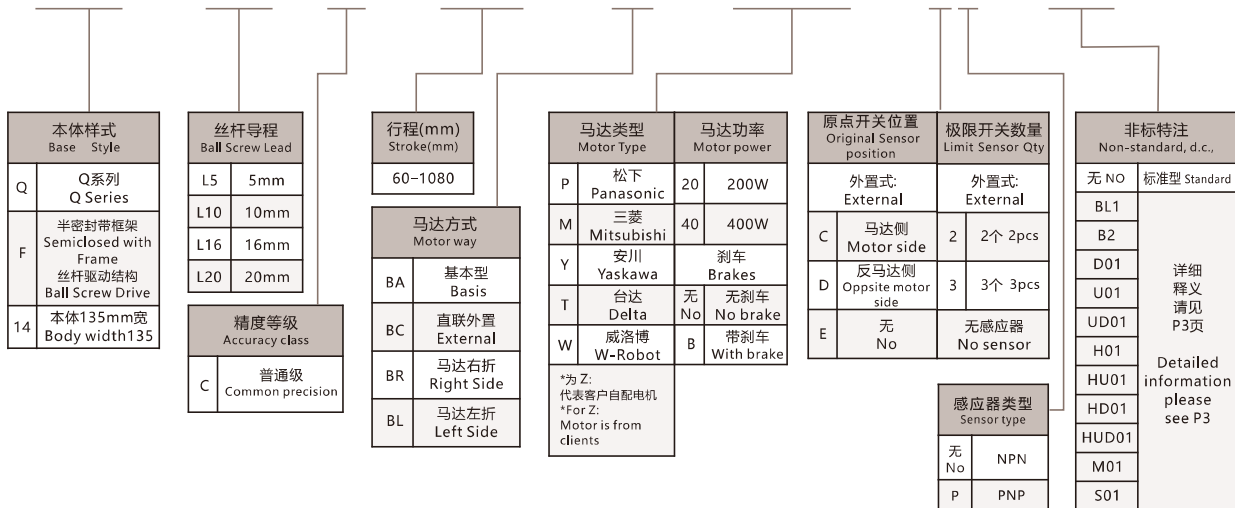 本体样式
Base Style
Q
Q系列
Q Series
F
半密封带框架
Semiclosed with
Frame
丝杆驱动结构
Ball Screw Drive
14
本体135mm宽
Body width135
丝杆导程
Ball Screw Lead
L5
5mm
L10
10mm
L16
16mm
L20
20mm
精度等级
Accuracy class
C
普通级
Common precision
行程(mm)
Stroke(mm)
60-1080
马达方式
Motor way
BA
基本型
Basis
BC
直联外置
External
BR
马达右折
Right Side
BL
马达左折
Left Side
马达类型
Motor Type
马达功率
Motor power
P
松下
Panasonic
20
200W
M
三菱
Mitsubishi
40
400W
Y
安川
Yaskawa
刹车
Brakes
T
台达
Delta
无
No
无刹车
No brake
W
威洛博
W-Robot
B
带刹车
With brake
*为 Z:
代表客户自配电机
*For Z:
Motor is from
clients
原点开关位置
Original Sensor
position
极限开关数量
Limit Sensor Qty
外置式:
External
外置式:
External
C
马达侧
Motor side
2
2个 2pcs
D
反马达侧
Oppsite motor
side
3
3个 3pcs
E
无
No
无感应器
No sensor
感应器类型
Sensor type
无
No
NPN
P
PNP
非标特注
Non-standard, d.c.,
无 NO
标准型 Standard
BL1
B2
D01
U01
UD01
H01
HU01
HD01
HUD01
M01
S01
详细
释义
请见
P3页
Detailed
information
please
see P3